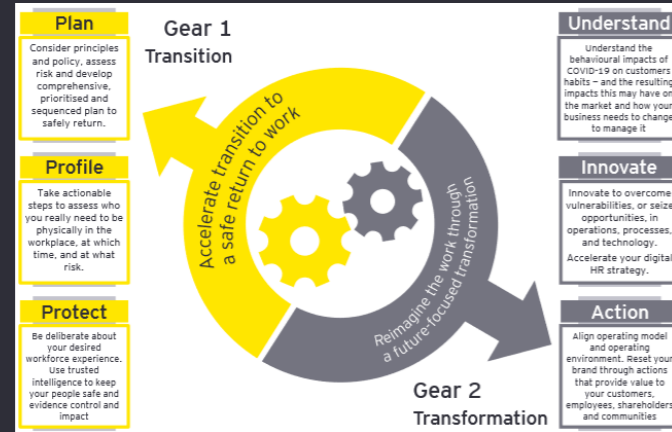 Plan
Consider principles
and policy, assess
risk and develop
comprehensive,
prioritised and
sequenced plan to
safely return.
Profile
Take actionable
steps to assess who
you really need to be
physically in the
workplace, at which
time, and at what
risk.
Protect
Be deliberate about
your desired
workforce experience.
Use trusted
intelligence to keep
your people safe and
evidence control and
impact
Gear 1
Transition
Accelerate transition to
a safe return to work
Reimagine the work through
a future-focused transformation
Gear 2
Transformation
Understand
Understand the
behavioural impacts of
COVID-19 on customers
habits – and the resulting
impacts this may have on
the market and how your
business needs to change
to manage it
Innovate
Innovate to overcome
vulnerabilities, or seize
opportunities, in
operations, processes,
and technology.
Accelerate your digital
HR strategy.
Action
Align operating model
and operating
environment. Reset your
brand through actions
that provide value to
your customers,
employees, shareholders
and communities